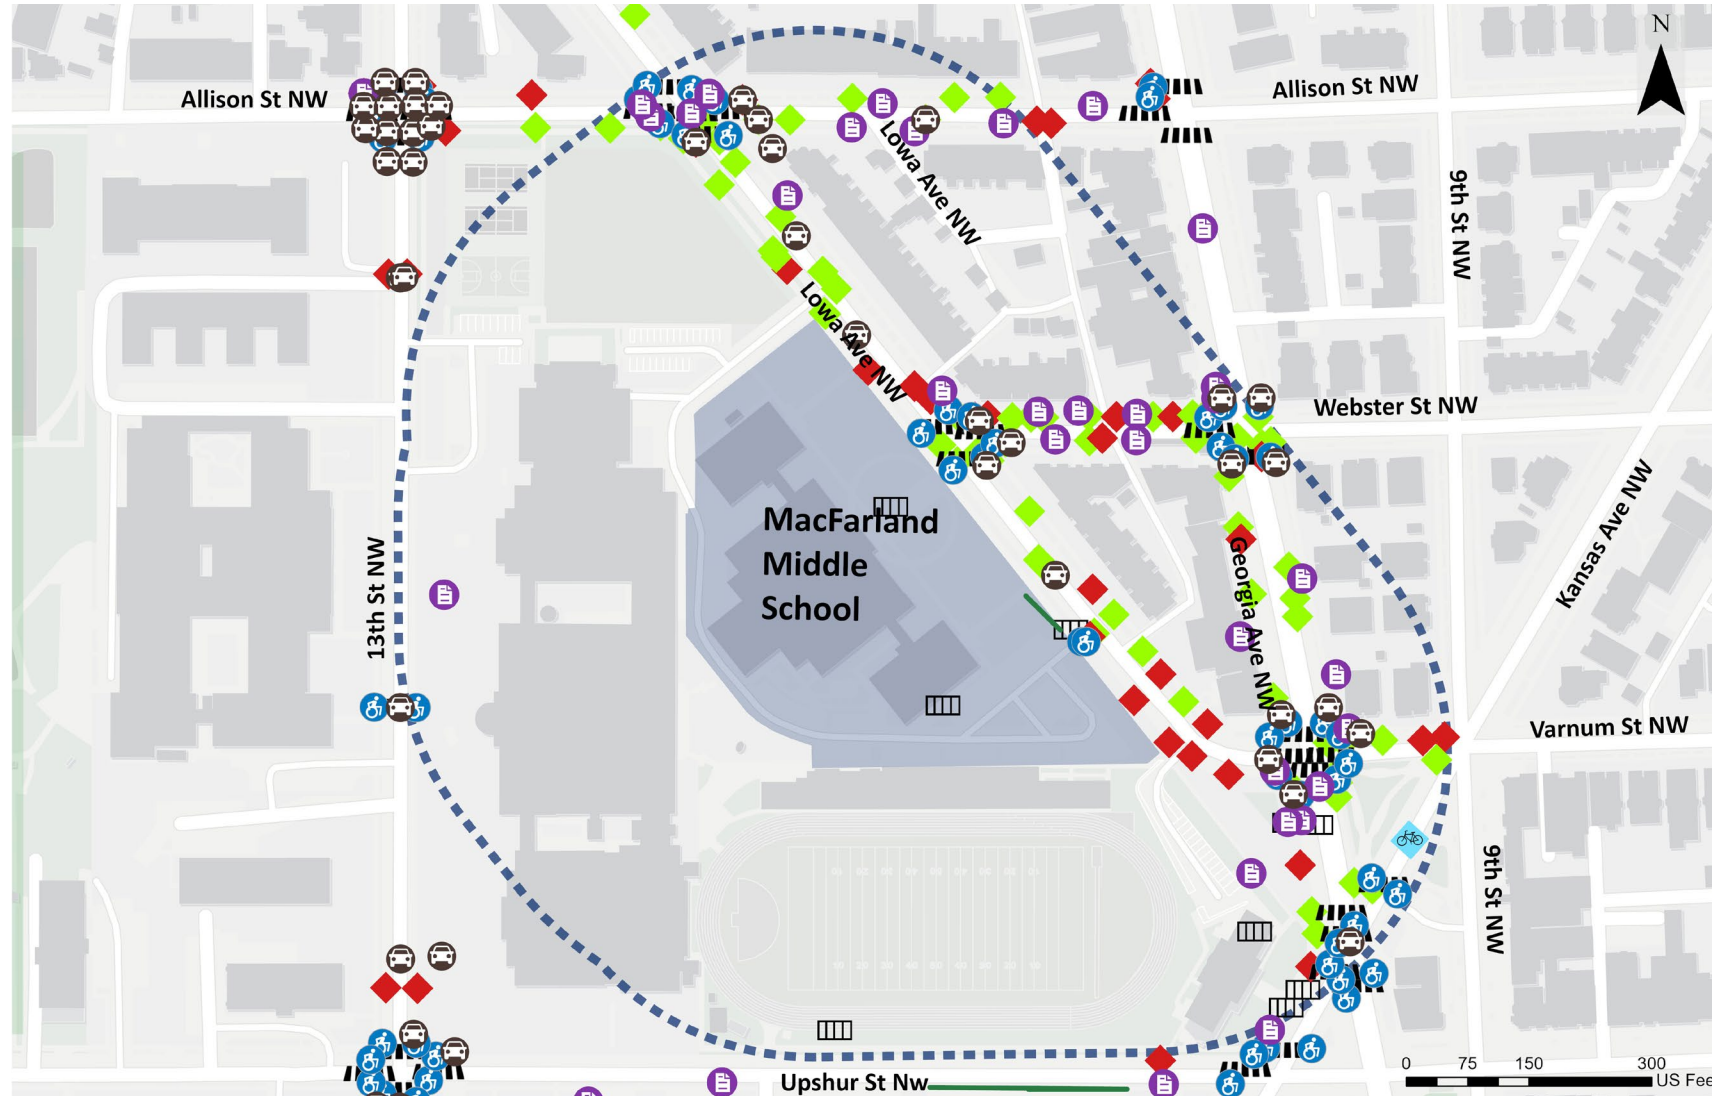 N
Allison St NW
Allison St NW
Lowa Ave NW
9th St NW
Lowa Ave NW
Webster St NW
MacFarland
Middle
School
Kansas Ave NW
13th St NW
Georgia Ave NW
Varnum St NW
9th St NW
0 75 150 300
US Fee
Upshur St Nw